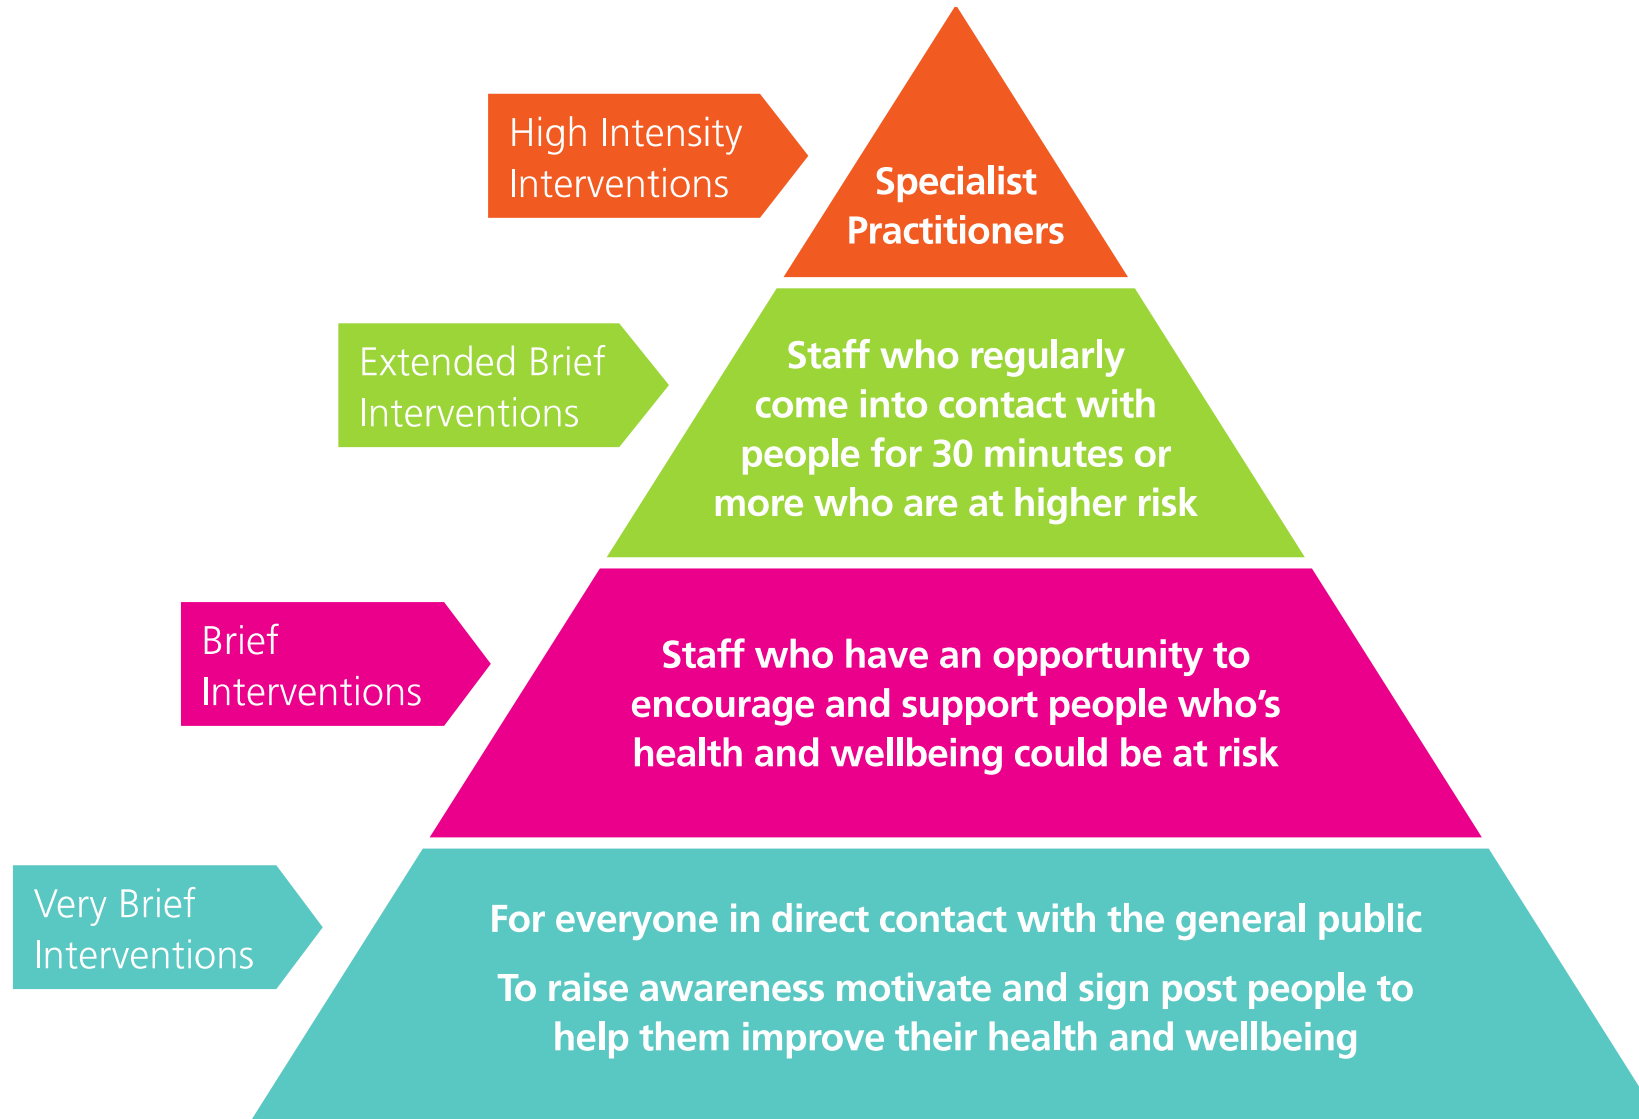 High Intensity
Interventions
Specialist
Practitioners
Extended Brief
Interventions
Staff who regularly
come into contact with
people for 30 minutes or
more who are at higher risk
Brief
Interventions
Staff who have an opportunity to
encourage and support people who’s
health and wellbeing could be at risk
Very Brief
Interventions
For everyone in direct contact with the general public
To raise awareness motivate and sign post people to
help them improve their health and wellbeing